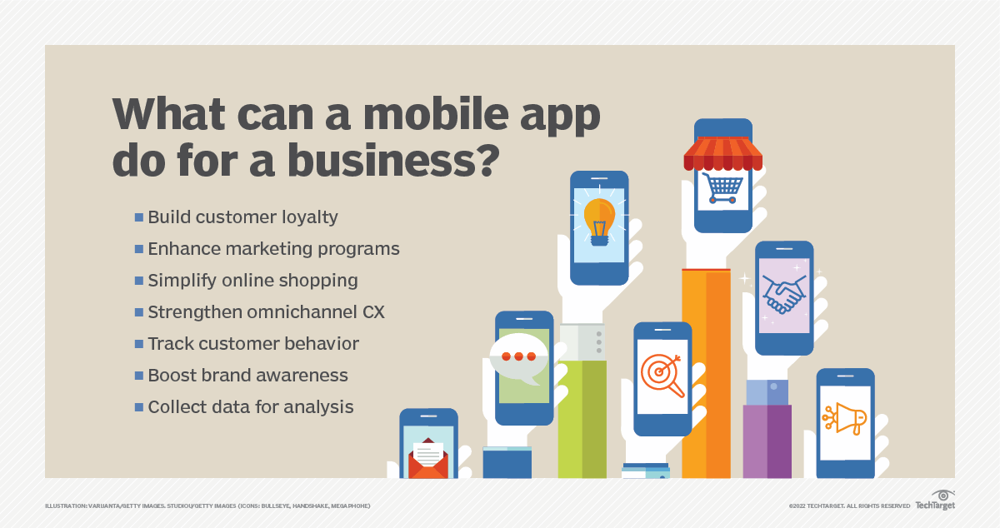 What can a mobile app
do for a business?
Build customer loyalty
Enhance marketing programs
Simplify online shopping
Strengthen omnichannel CX
Track customer behavior
Boost brand awareness
Collect data for analysis
ILLUSTRATION: VARIJANTA/GETTY IMAGES. STUDIOU/GETTY IMAGES (ICONS: BULLSEYE, HANDSHAKE, MEGAPHONE)
©2022 TECHTARGET. ALL RIGHTS RESERVED TechTarget